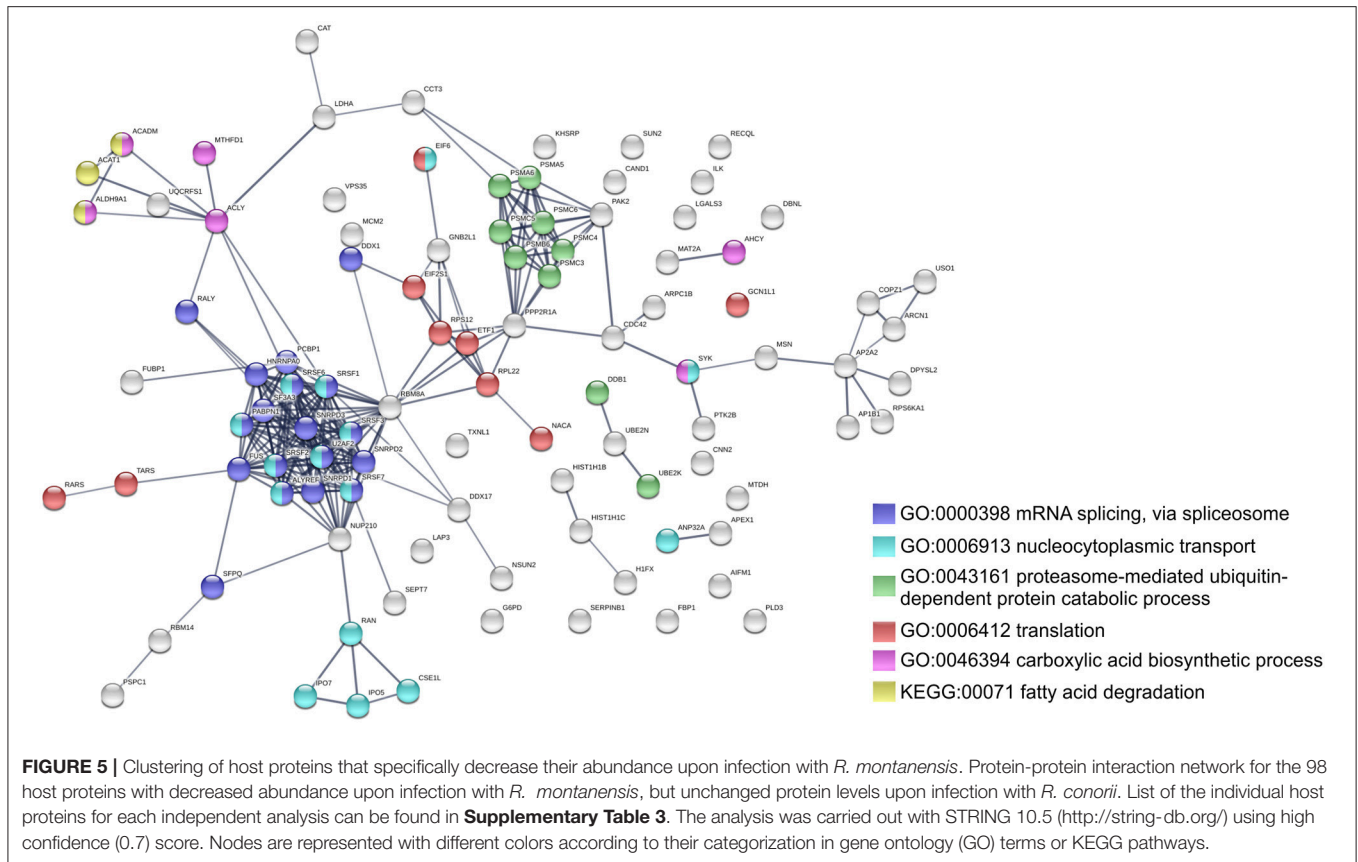 CAT
LDHA
CCT3
ACADM
MTHFD1
ACAT1
UQCRFS1
ALDH9A1
ACLY
EIF6
KHSRP
SUN2
RECQL
PSMA5
PSMA6
CAND1
ILK
VPS35
PSMC6
PAK2
LGALS3
DBNL
MCM2
PSMC5
DDX1
GNB2L1
PSMB6
PSMC4
MAT2A
AHCY
PSMC3
EIF2S1
USO1
COPZ1
RALY
GCN1L1
ARPC1B
RPS12
ETF1
PPP2R1A
ARCN1
CDC42
PCBP1
HNRNPA0
MSN
SYK
AP2A2
FUBP1
SRSF6
SRSF1
RPL22
DPYSL2
SF3A3
RBM8A
DDB1
PABPN1
SNRPD3
SRSF3
RPS6KA1
PTK2B
AP1B1
NACA
TXNL1
UBE2N
U2AF2
SNRPD2
FUS
SRSF2
CNN2
TARS
RARS
ALYREF
SNRPD1
SRSF7
HIST1H1B
UBE2K
MTDH
DDX17
NUP210
HIST1H1C
ANP32A
APEX1
LAP3
NSUN2
H1FX
AIFM1
SFPQ
SEPT7
G6PD
SERPINB1
FBP1
PLD3
RBM14
RAN
PSPC1
IPO7
IPO5
CSE1L
GO:0000398 mRNA splicing, via spliceosome
GO:0006913 nucleocytoplasmic transport
GO:0043161 proteasome-mediated ubiquitin-
dependent protein catabolic process
GO:0006412 translation
GO:0046394 carboxylic acid biosynthetic process
KEGG:00071 fatty acid degradation
FIGURE 5 | Clustering of host proteins that specifically decrease their abundance upon infection with R. montanensis. Protein-protein interaction network for the 98
host proteins with decreased abundance upon infection with R. montanensis, but unchanged protein levels upon infection with R. conorii. List of the individual host
proteins for each independent analysis can be found in Supplementary Table 3. The analysis was carried out with STRING 10.5 (http://string-db.org/) using high
confidence (0.7) score. Nodes are represented with different colors according to their categorization in gene ontology (GO) terms or KEGG pathways.